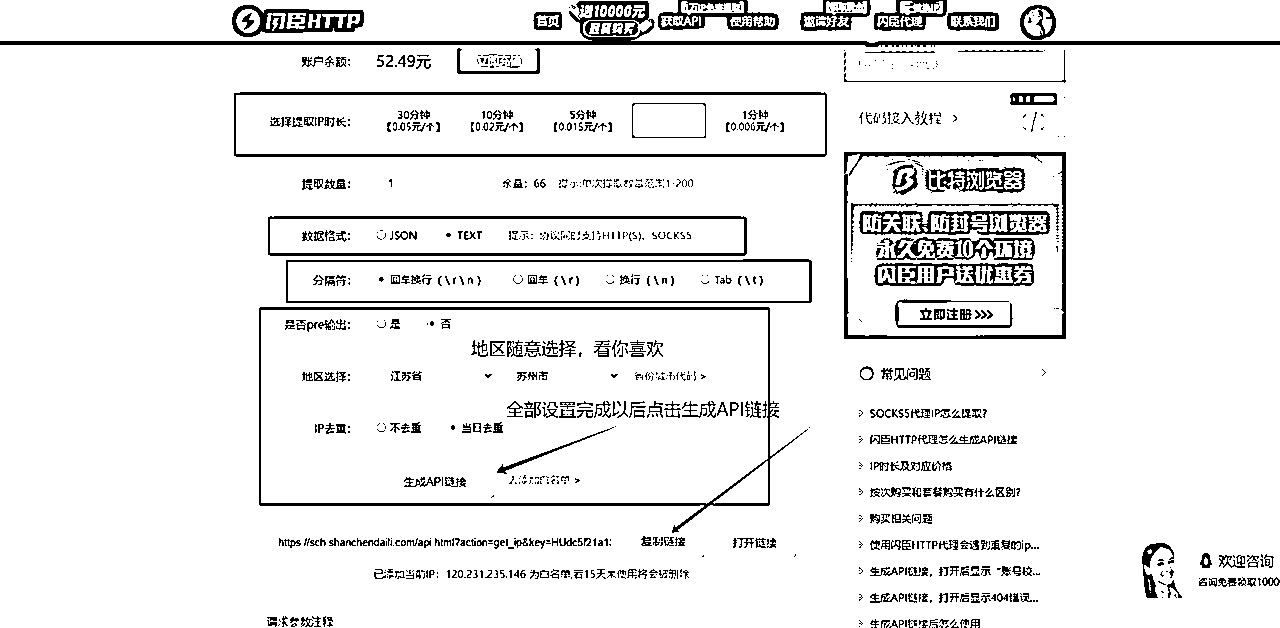 闪臣HTTP
首页
送10000元
获取API
使用帮助
邀请好友
闪臣代理
联系我们
账户余额: 52.49元 立即充值
选择提取IP时长:
30分钟 10分钟 5分钟 1分钟
【0.05元/个】 【0.02元/个】 【0.015元/个】 【0.006元/个】
提取数量: 1 余量: 66 提示:单次提取数量范围1-200
数据格式: JSON TEXT 提示: 协议同时支持HTTP(S)、SOCKS5
分隔符: 回车换行 (\r\n) 回车 (\r) 换行 (\n) Tab (\t)
是否pre输出: 是 否
地区随意选择，看你喜欢
地区选择: 江苏省 苏州市 省份城市代码 >
全部设置完成以后点击生成API链接
IP去重: 不去重 当日去重
生成API链接
https://sch.shanchendaili.com/api.html?action=get_ip&key=HUdc5f21a1: 复制链接 打开链接
已添加当前IP: 120.231.235.146 为白名单,若15天未使用将会被删除
请求参数注释
代码接入教程 >
</>
比特浏览器
防关联、防封号浏览器
永久免费10个环境
闪臣用户送优惠券
立即注册 >>>
常见问题 >
> SOCKS5代理IP怎么提取?
> 闪臣HTTP代理怎么生成API链接
> IP时长及对应价格
> 按次购买和套餐购买有什么区别?
> 购买相关问题
> 使用闪臣HTTP代理会遇到重复的ip...
> 生成API链接，打开后显示“账号校...
> 生成API链接，打开后显示404错误...
> 生成API链接后怎么使用
欢迎咨询
咨询免费领取1000